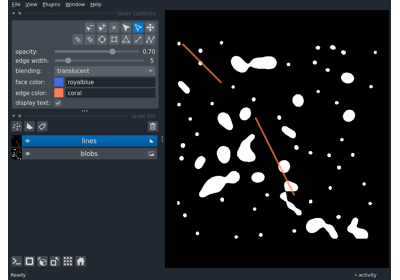 File View Plugins Window Help
layer controls
opacity: 0.70
edge width: 5
blending: translucent
face color: royalblue
edge color: coral
display text:
layer list
lines
blobs
Ready
activity